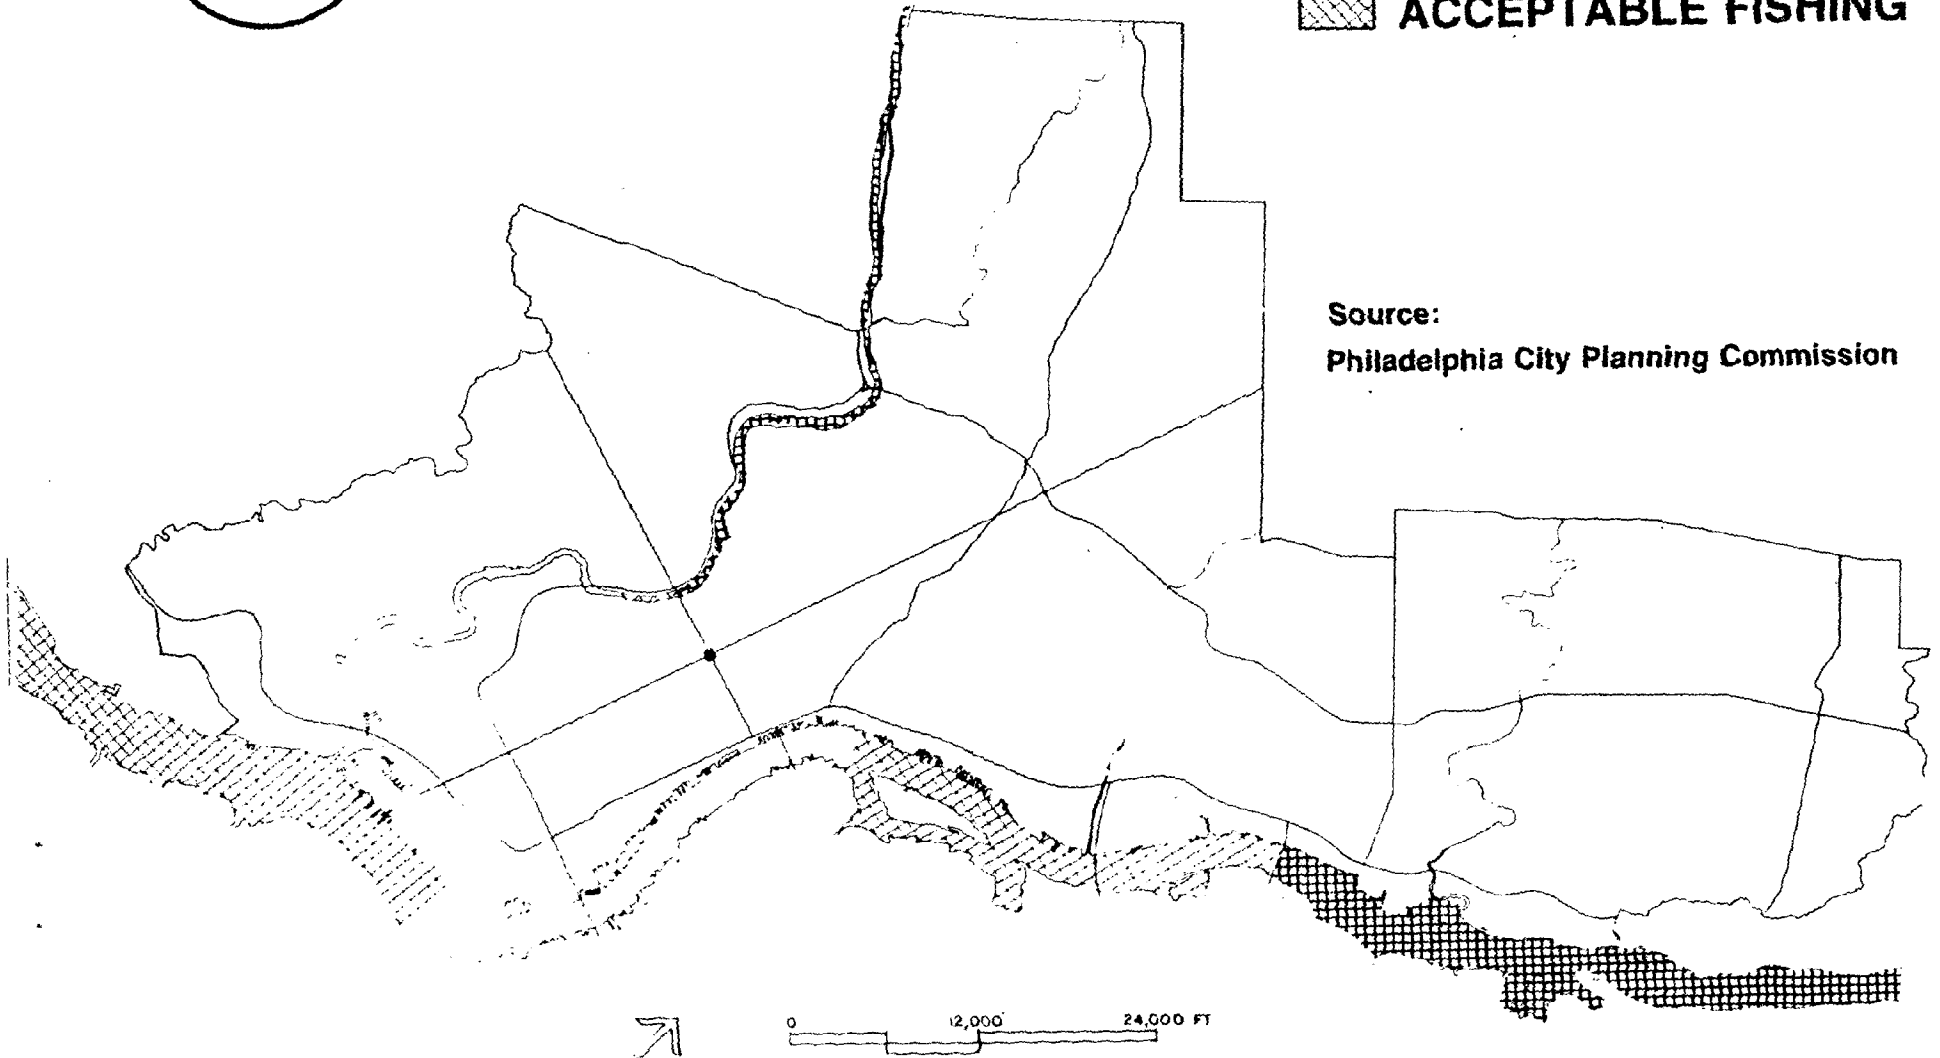 ACCEPTABLE FISHING
Source:
Philadelphia City Planning Commission
0 12,000 24,000 FT